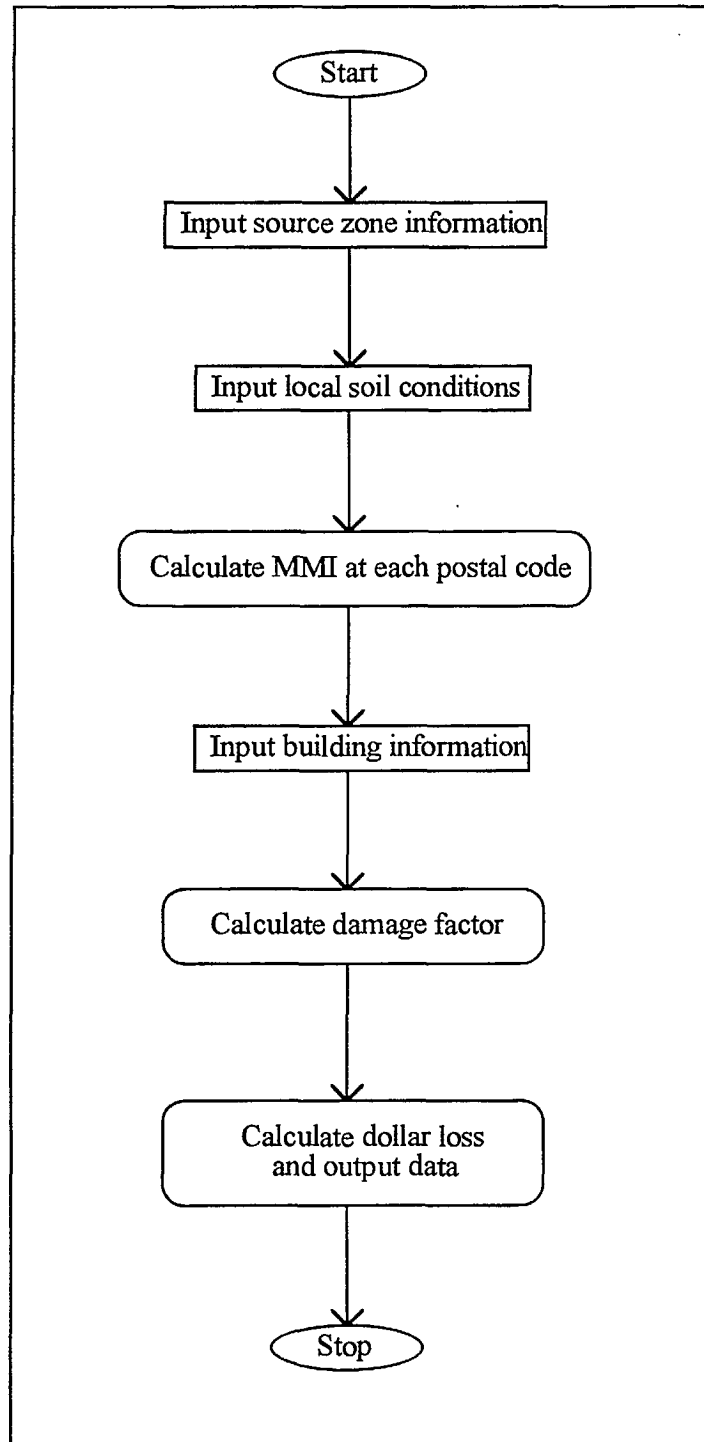 Start
Input source zone information
Input local soil conditions
Calculate MMI at each postal code
Input building information
Calculate damage factor
Calculate dollar loss
and output data
Stop